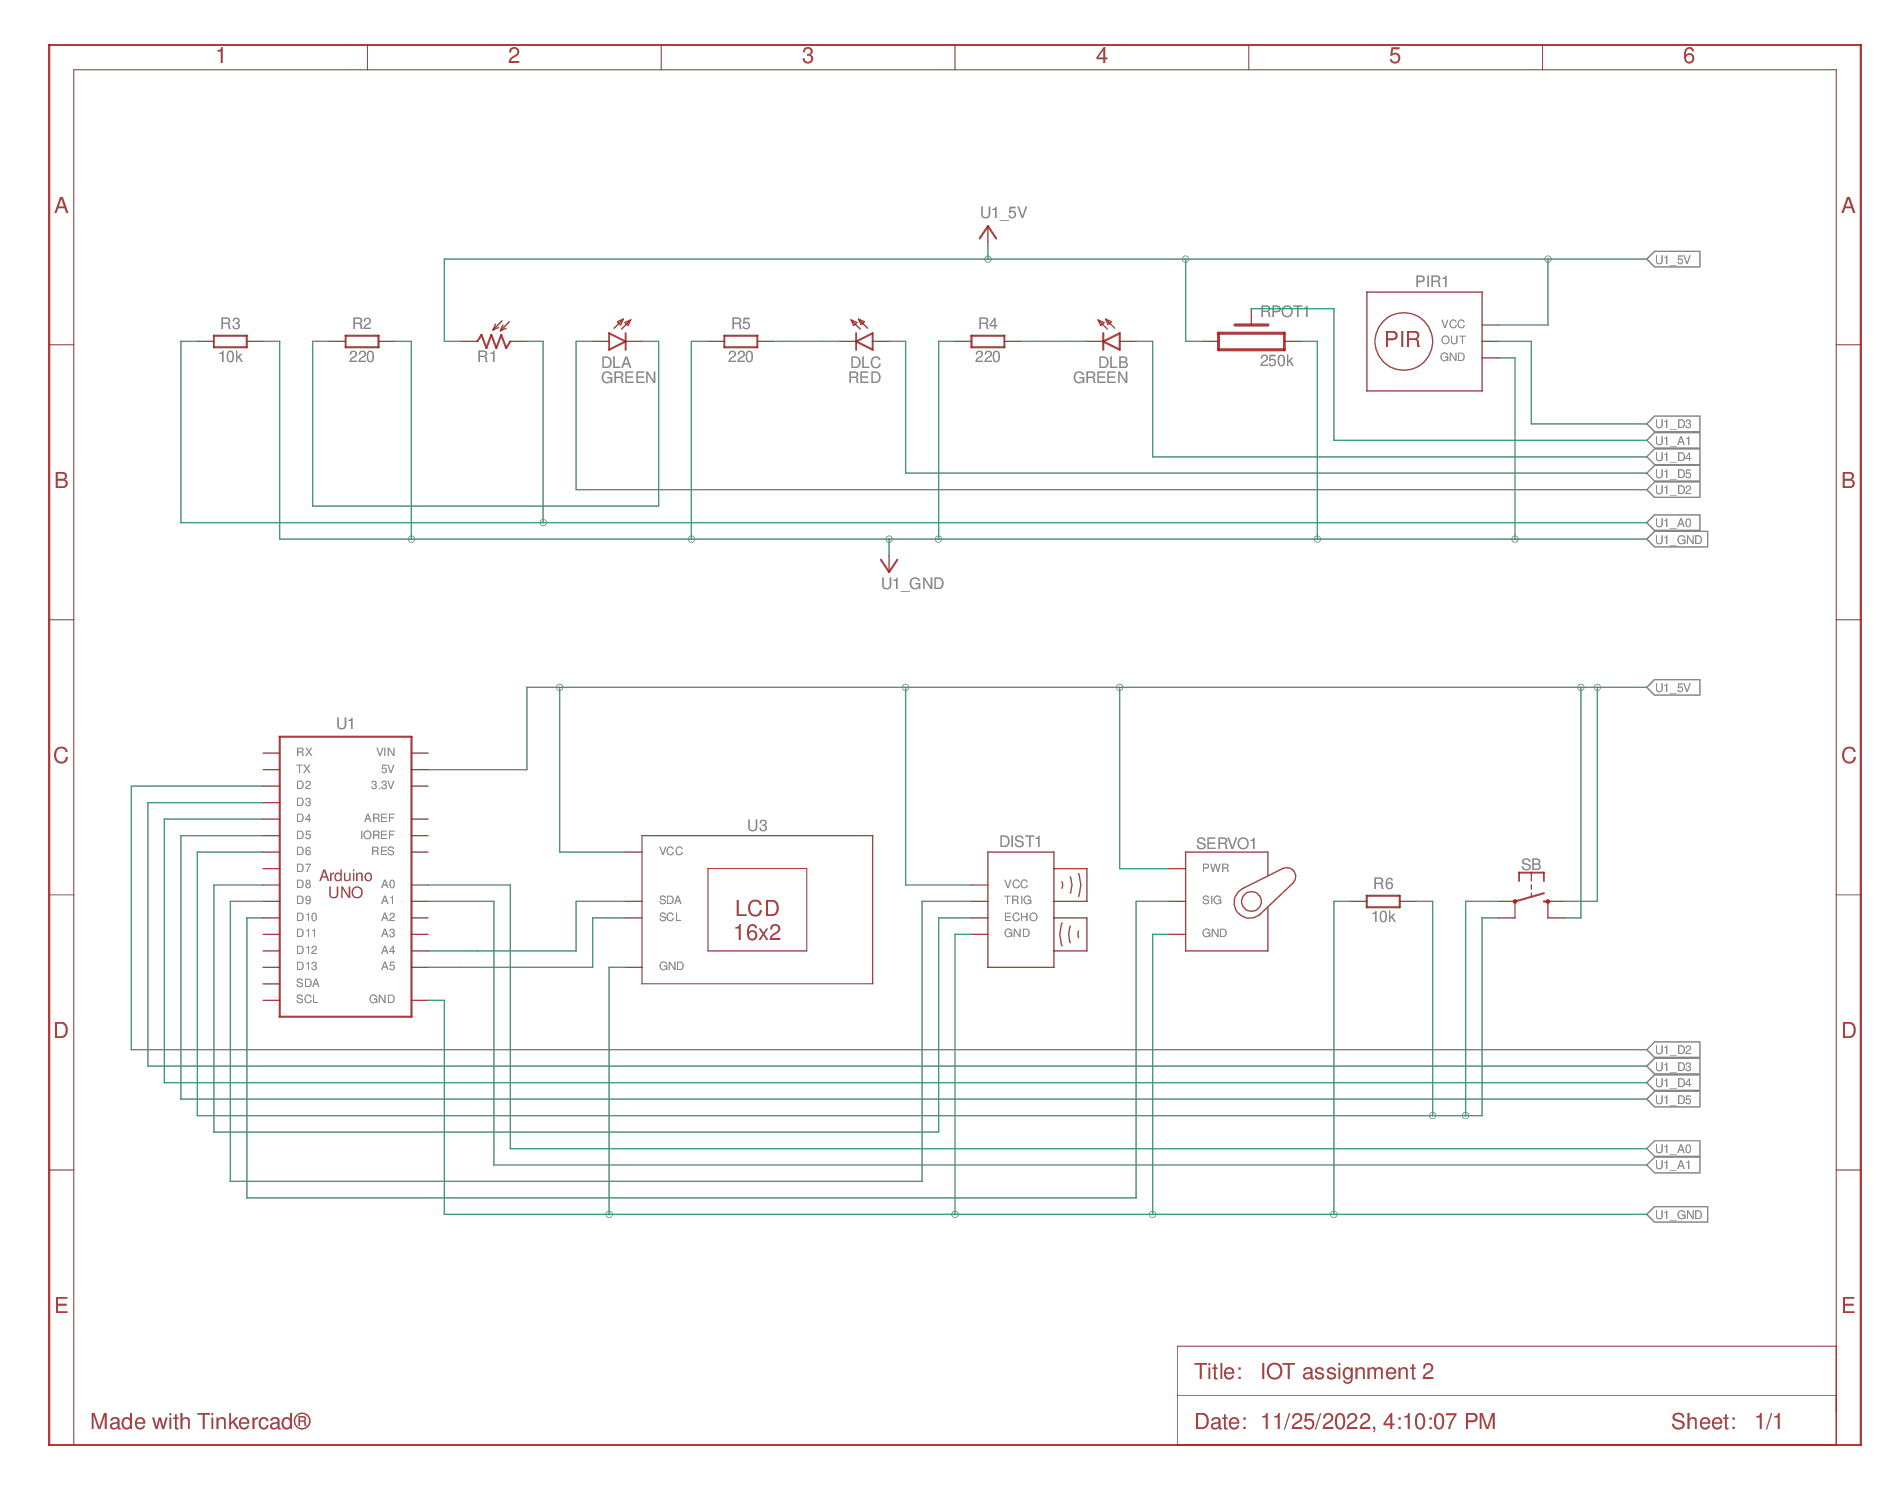 1 2 3 4 5 6
A A
U1_5V
U1_5V
PIR1
RPOT1
R3 R2 R5 R4
VCC
PIR OUT
GND
10k 220 R1 220 220 250k
DLA DLC DLB
GREEN RED GREEN
U1_D3
U1_A1
U1_D4
U1_D5
U1_D2
B B
U1_A0
U1_GND
U1_GND
U1_5V
U1
C C
RX VIN
TX 5V
D2 3.3V
D3
D4 AREF
D5 IOREF
D6 RES
D7
Arduino
D8 A0
UNO
D9 A1
D10 A2
D11 A3
D12 A4
D13 A5
SDA
SCL GND
U3
VCC
SDA
SCL
LCD
16x2
GND
DIST1
VCC
TRIG
ECHO
GND
SERVO1
PWR
SIG
GND
R6
10k
SB
D D
U1_D2
U1_D3
U1_D4
U1_D5
U1_A0
U1_A1
U1_GND
E E
Title: IOT assignment 2
Made with Tinkercad®
Date: 11/25/2022, 4:10:07 PM Sheet: 1/1